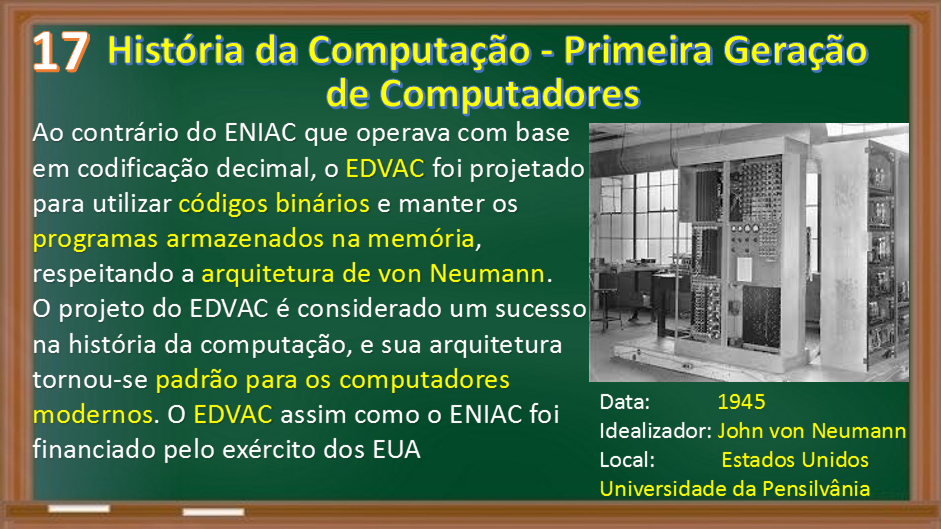 17 História da Computação - Primeira Geração
de Computadores
Ao contrário do ENIAC que operava com base
em codificação decimal, o EDVAC foi projetado
para utilizar códigos binários e manter os
programas armazenados na memória,
respeitando a arquitetura de von Neumann.
O projeto do EDVAC é considerado um sucesso
na história da computação, e sua arquitetura
tornou-se padrão para os computadores
modernos. O EDVAC assim como o ENIAC foi
financiado pelo exército dos EUA
Data: 1945
Idealizador: John von Neumann
Local: Estados Unidos
Universidade da Pensilvânia